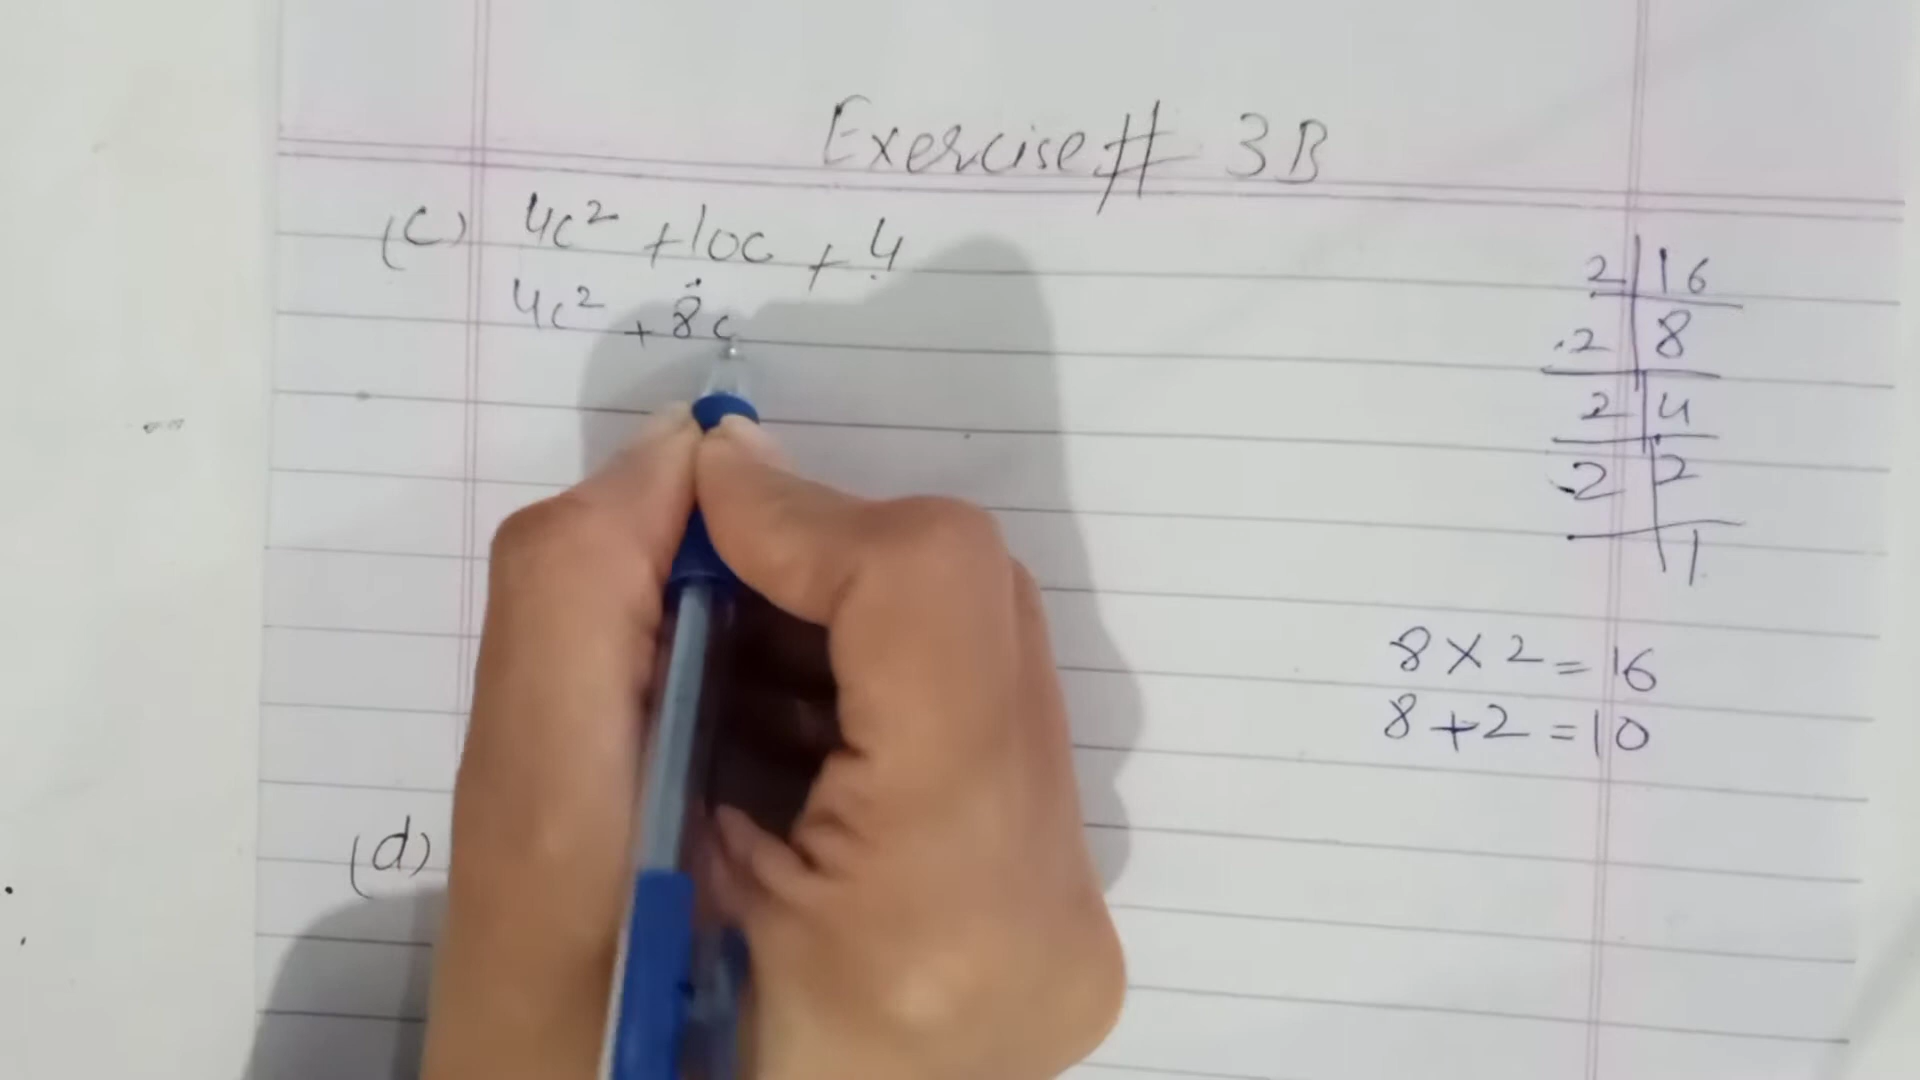 Exercise # 3B
(c) 4c² + 10c + 4
4c² + 8c
2 | 16
2 | 8
2 | 4
2 | 2
1
8 × 2 = 16
8 + 2 = 10
(d)